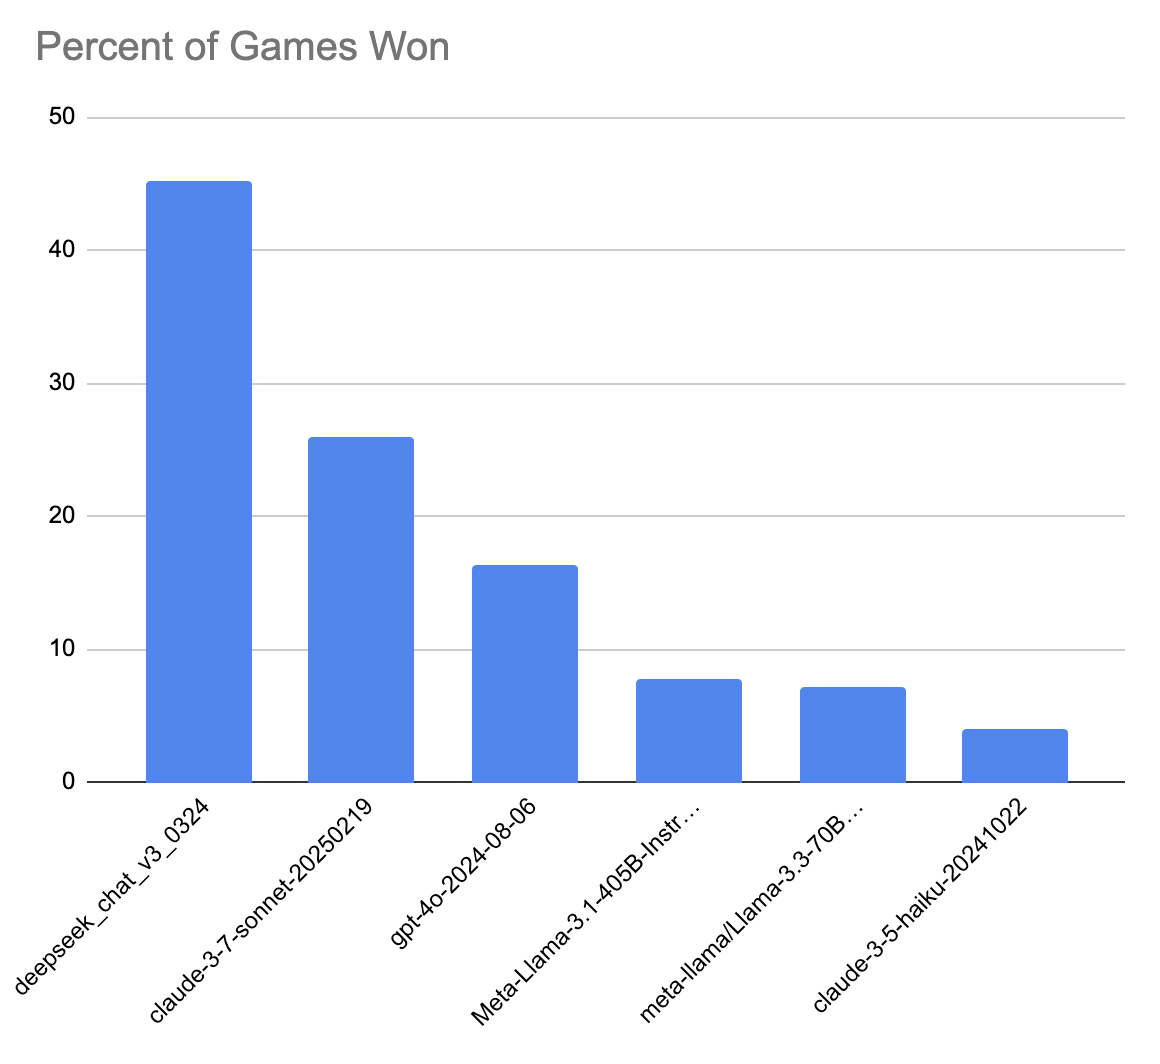 Percent of Games Won
50
40
30
20
10
0
deepseek_chat_v3_0324
claude-3-7-sonnet-20250219
gpt-4o-2024-08-06
Meta-Llama-3.1-405B-Instr…
meta-llama/Llama-3.3-70B…
claude-3-5-haiku-20241022